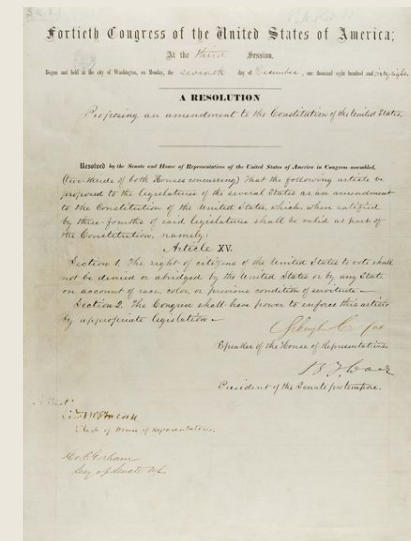 Fortieth Congress of the United States of America;
At the third Session,
Begun and held at the city of Washington, on Monday, the seventh day of December, one thousand eight hundred and sixty-eight
A RESOLUTION
Proposing an amendment to the Constitution of the United States.
Resolved by the Senate and House of Representatives of the United States of America in Congress assembled,
(two-thirds of both Houses concurring) That the following article be
proposed to the legislatures of the several States as an amendment
to the Constitution of the United States, which, when ratified
by three-fourths of said legislatures shall be valid as part of
the Constitution, namely:
Article XV.
Section 1. The right of citizens of the United States to vote shall
not be denied or abridged by the United States or by any State
on account of race, color, or previous condition of servitude.—
Section 2. The Congress shall have power to enforce this article
by appropriate legislation.—
Schuyler Colfax
Speaker of the House of Representatives.
B F Wade
President of the Senate pro tempore.
Attest
Clerk of House of Representatives.
Geo. C. Gorham
Secy of Senate U.S.